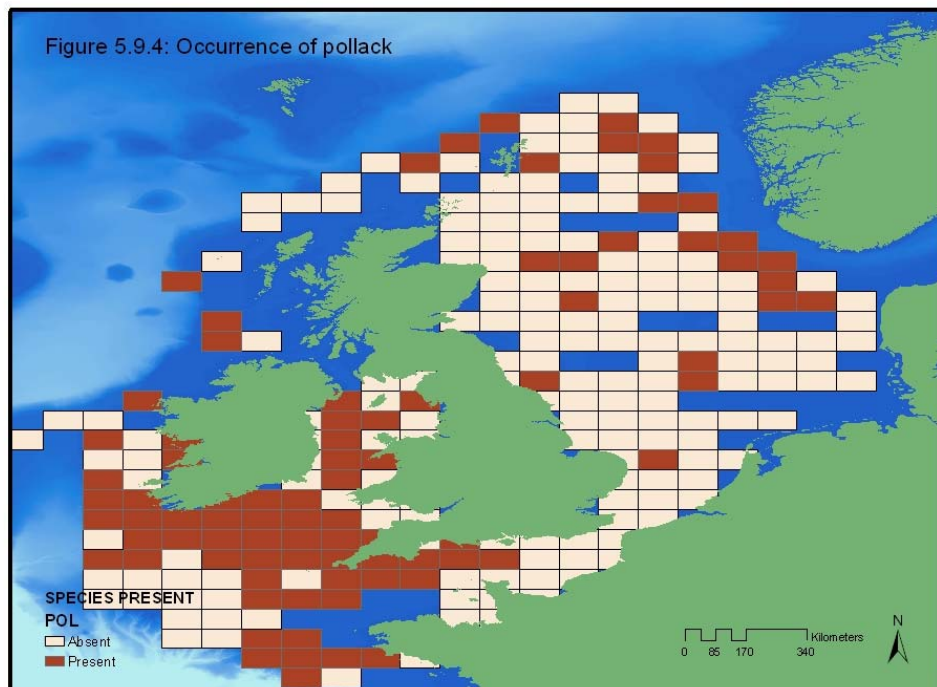 Figure 5.9.4: Occurrence of pollack
SPECIES PRESENT
POL
Absent
Present
N
Kilometers
0 85 170 340